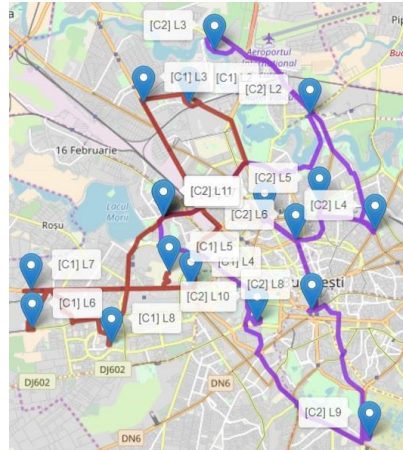 [C2] L3
Aeroportul
Internațional
[C1] L3
[C1] L
[C2] L2
16 Februarie
Lacul
Morii
[C2] L11
[C2] L5
[C2] L4
[C2] L6
Roșu
[C1] L5
[C1] L7
L4
[C2] L8
[C1] L6
[C2] L10
ești
[C1] L8
DJ602
DJ602
DN6
DN6
[C2] L9